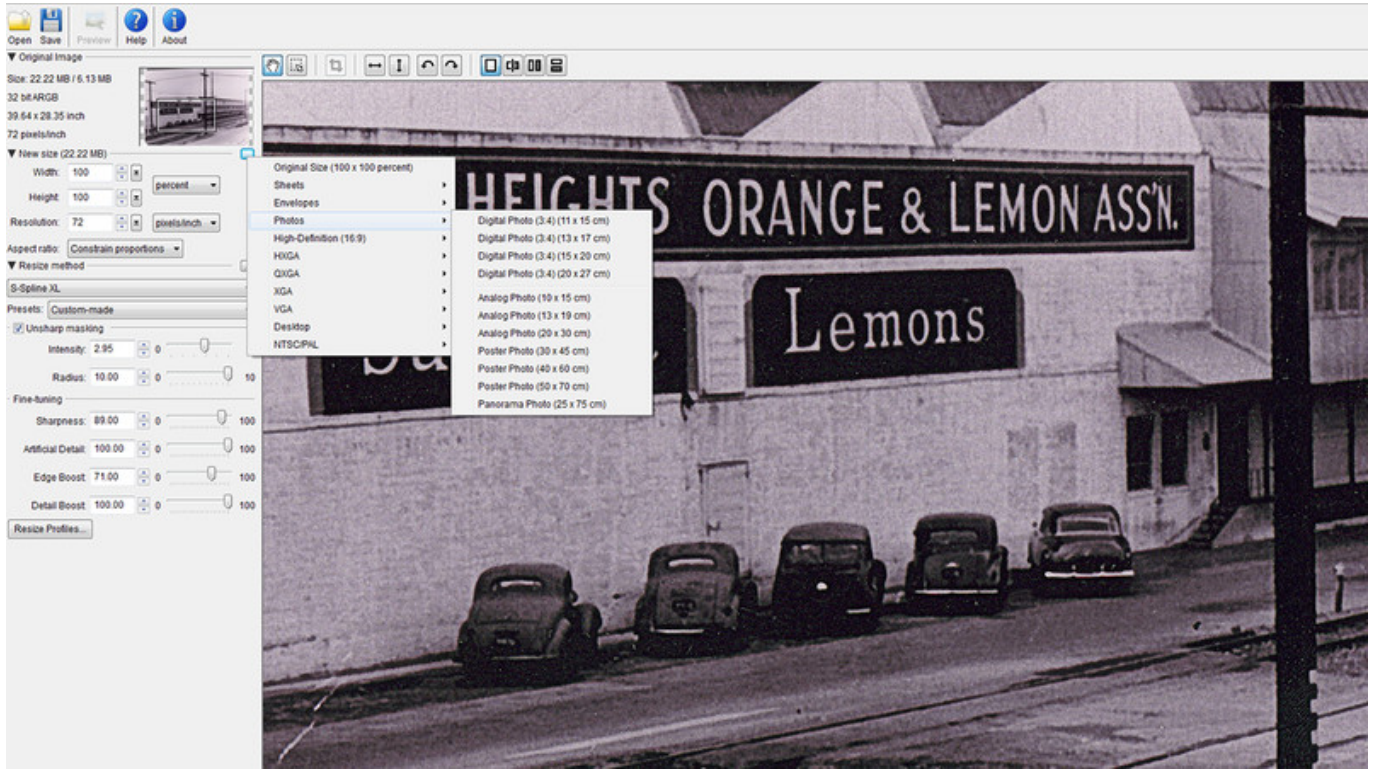 Open Save Preview Help About
Original Image
Size: 22.22 MB / 6.13 MB
32 bit ARGB
39.64 x 28.35 inch
72 pixels/inch
New size (22.22 MB)
Width: 100
percent
Height: 100
Resolution: 72 pixels/inch
Aspect ratio: Constrain proportions
Resize method
S-Spline XL
Presets: Custom-made
Unsharp masking
Intensity: 2.95 0
Radius: 10.00 0 10
Fine-tuning
Sharpness: 89.00 0 100
Artificial Detail: 100.00 0 100
Edge Boost: 71.00 0 100
Detail Boost: 100.00 0 100
Resize Profiles...
Original Size (100 x 100 percent)
Sheets
Envelopes
Photos
High-Definition (16:9)
HXGA
QXGA
XGA
VGA
Desktop
NTSC/PAL
Digital Photo (3:4) (11 x 15 cm)
Digital Photo (3:4) (13 x 17 cm)
Digital Photo (3:4) (15 x 20 cm)
Digital Photo (3:4) (20 x 27 cm)
Analog Photo (10 x 15 cm)
Analog Photo (13 x 19 cm)
Analog Photo (20 x 30 cm)
Poster Photo (30 x 45 cm)
Poster Photo (40 x 60 cm)
Poster Photo (50 x 70 cm)
Panorama Photo (25 x 75 cm)
HEIGHTS ORANGE & LEMON ASS'N.
Lemons